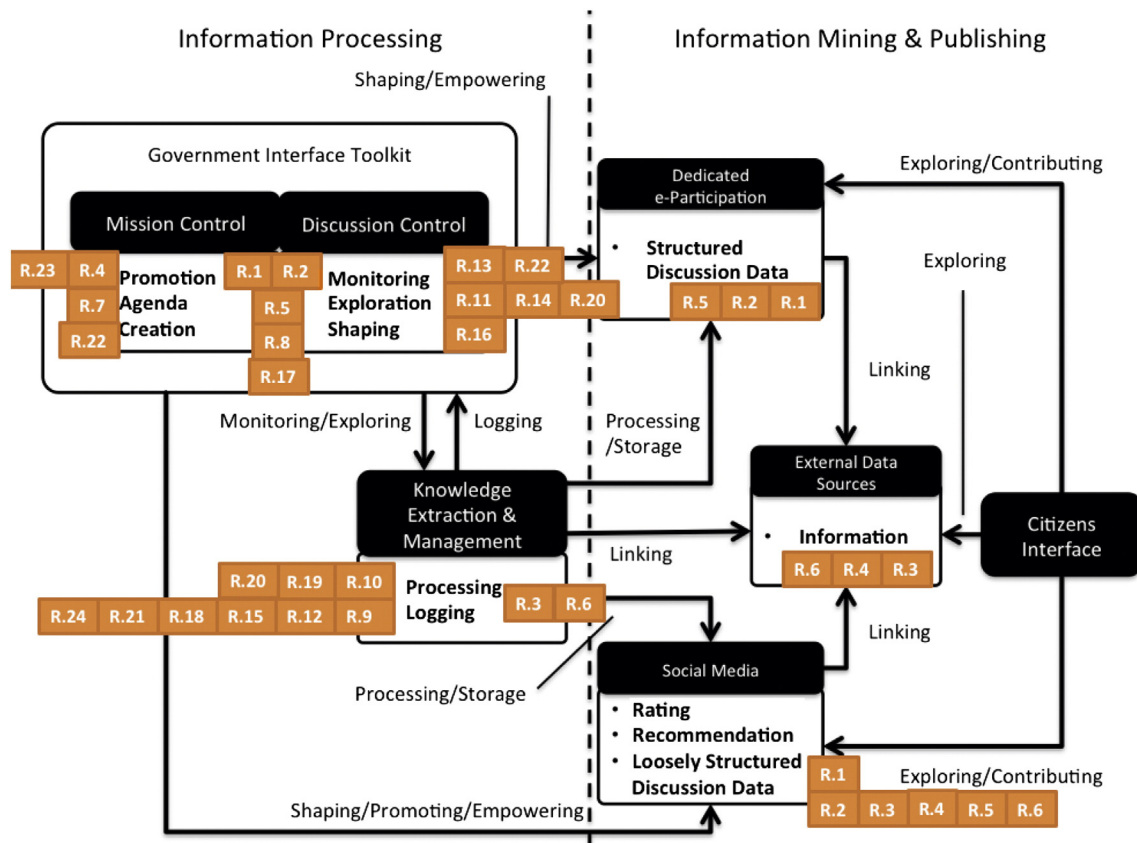 Information Processing
Information Mining & Publishing
Shaping/Empowering
Government Interface Toolkit
Mission Control
Discussion Control
R.23 R.4
R.7
R.22
Promotion
Agenda
Creation
R.1 R.2
R.5
R.8
R.17
Monitoring
Exploration
Shaping
R.13 R.22
R.11 R.14 R.20
R.16
Dedicated
e-Participation
• Structured
Discussion Data
R.5 R.2 R.1
Exploring/Contributing
Exploring
Linking
Monitoring/Exploring
Logging
Processing
/Storage
Knowledge
Extraction &
Management
Linking
External Data
Sources
• Information
R.6 R.4 R.3
Citizens
Interface
R.20 R.19 R.10
R.24 R.21 R.18 R.15 R.12 R.9
Processing
Logging
R.3 R.6
Linking
Processing/Storage
Social Media
• Rating
• Recommendation
• Loosely Structured
Discussion Data
R.1
R.2 R.3 R.4 R.5 R.6
Exploring/Contributing
Shaping/Promoting/Empowering